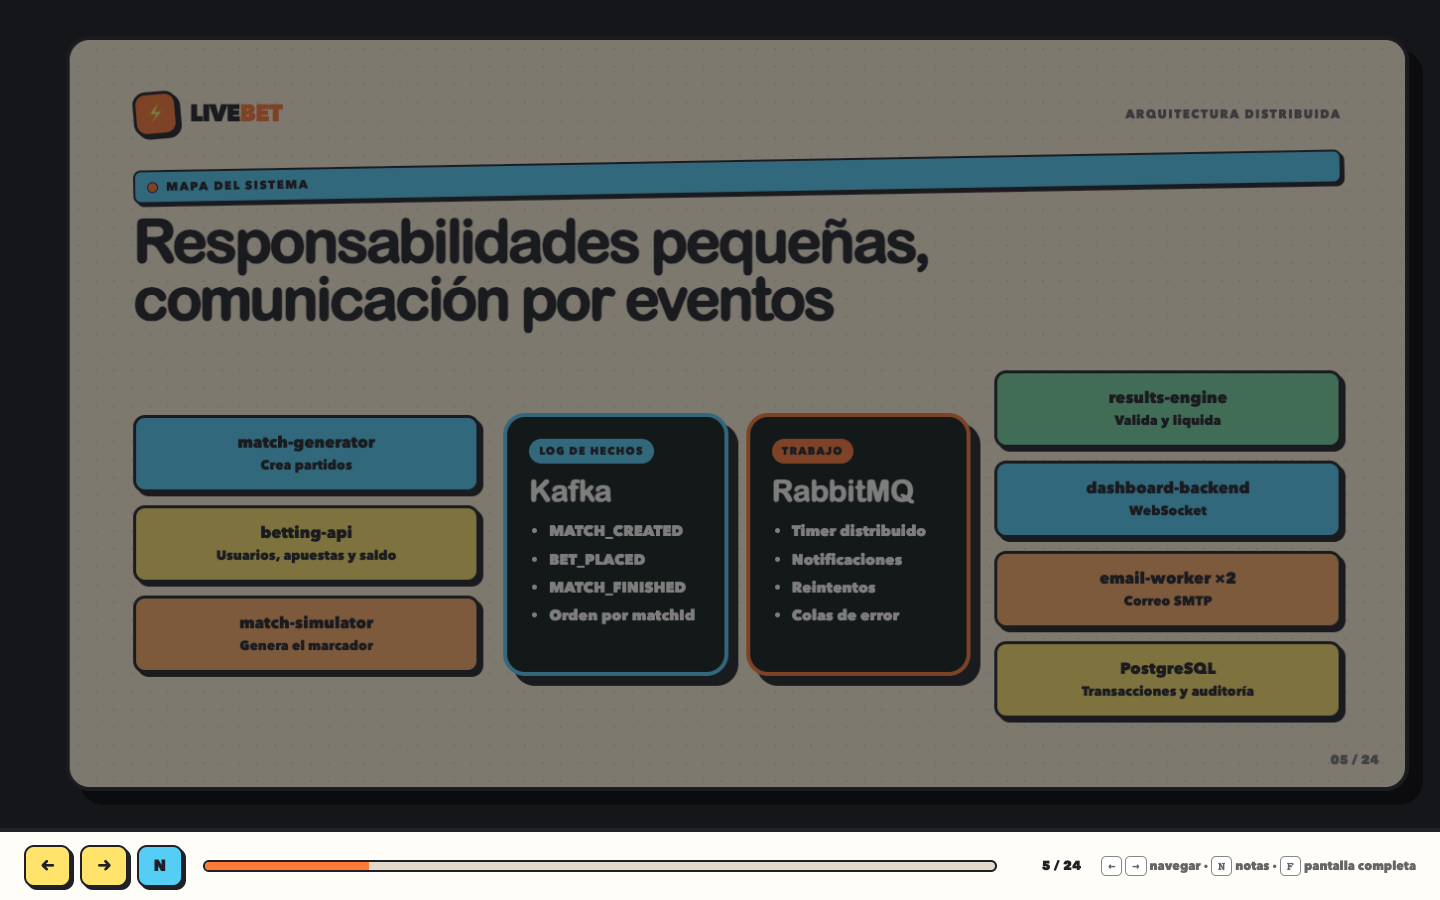 LIVEBET
ARQUITECTURA DISTRIBUIDA
MAPA DEL SISTEMA
Responsabilidades pequeñas,
comunicación por eventos
match-generator
Crea partidos
betting-api
Usuarios, apuestas y saldo
match-simulator
Genera el marcador
LOG DE HECHOS
Kafka
• MATCH_CREATED
• BET_PLACED
• MATCH_FINISHED
• Orden por matchId
TRABAJO
RabbitMQ
• Timer distribuido
• Notificaciones
• Reintentos
• Colas de error
results-engine
Valida y liquida
dashboard-backend
WebSocket
email-worker ×2
Correo SMTP
PostgreSQL
Transacciones y auditoría
05 / 24
← → N
5 / 24
← → navegar · N notas · F pantalla completa